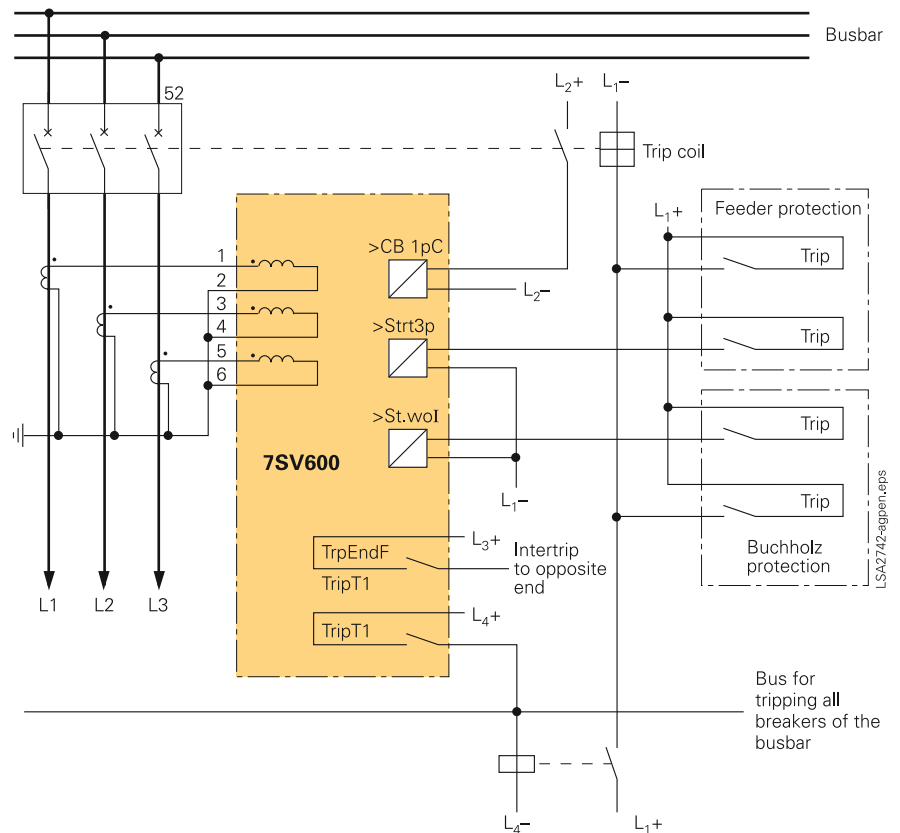 Busbar
52
L2+
L1–
Trip coil
L1+
Feeder protection
Trip
Trip
1
2
3
4
5
6
>CB 1pC
L2–
>Strt3p
>St.woI
7SV600
L1–
Trip
Trip
Buchholz
protection
LSA2742-agpen.eps
L3+
TrpEndF
TripT1
Intertrip
to opposite
end
L4+
TripT1
L1
L2
L3
Bus for
tripping all
breakers of the
busbar
L4–
L1+